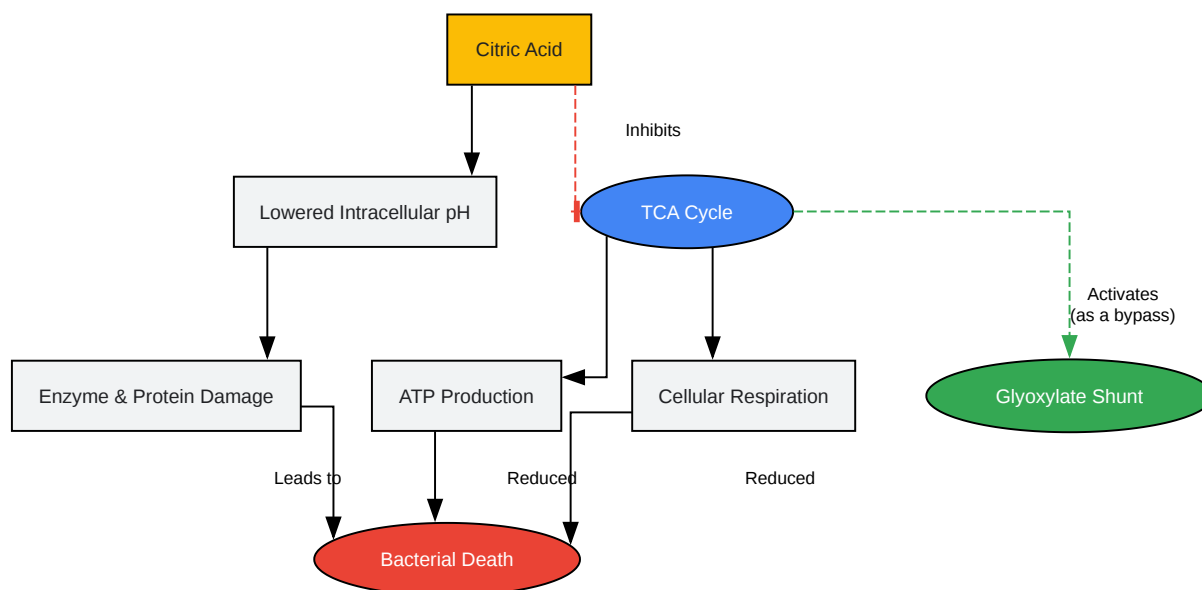 Citric Acid
Inhibits
Lowered Intracellular pH
TCA Cycle
Activates
(as a bypass)
Enzyme & Protein Damage
ATP Production
Cellular Respiration
Glyoxylate Shunt
Leads to
Reduced
Reduced
Bacterial Death